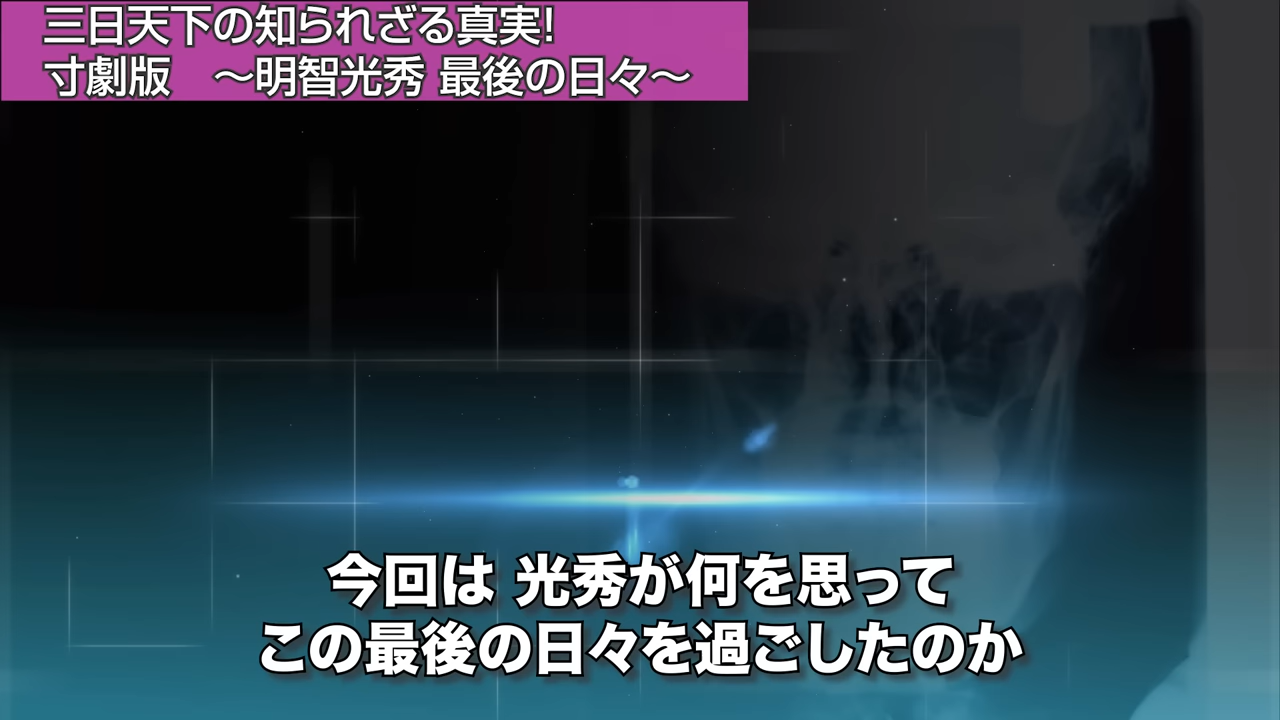 三日天下の知られざる真実!
寸劇版　～明智光秀 最後の日々～
今回は 光秀が何を思って
この最後の日々を過ごしたのか